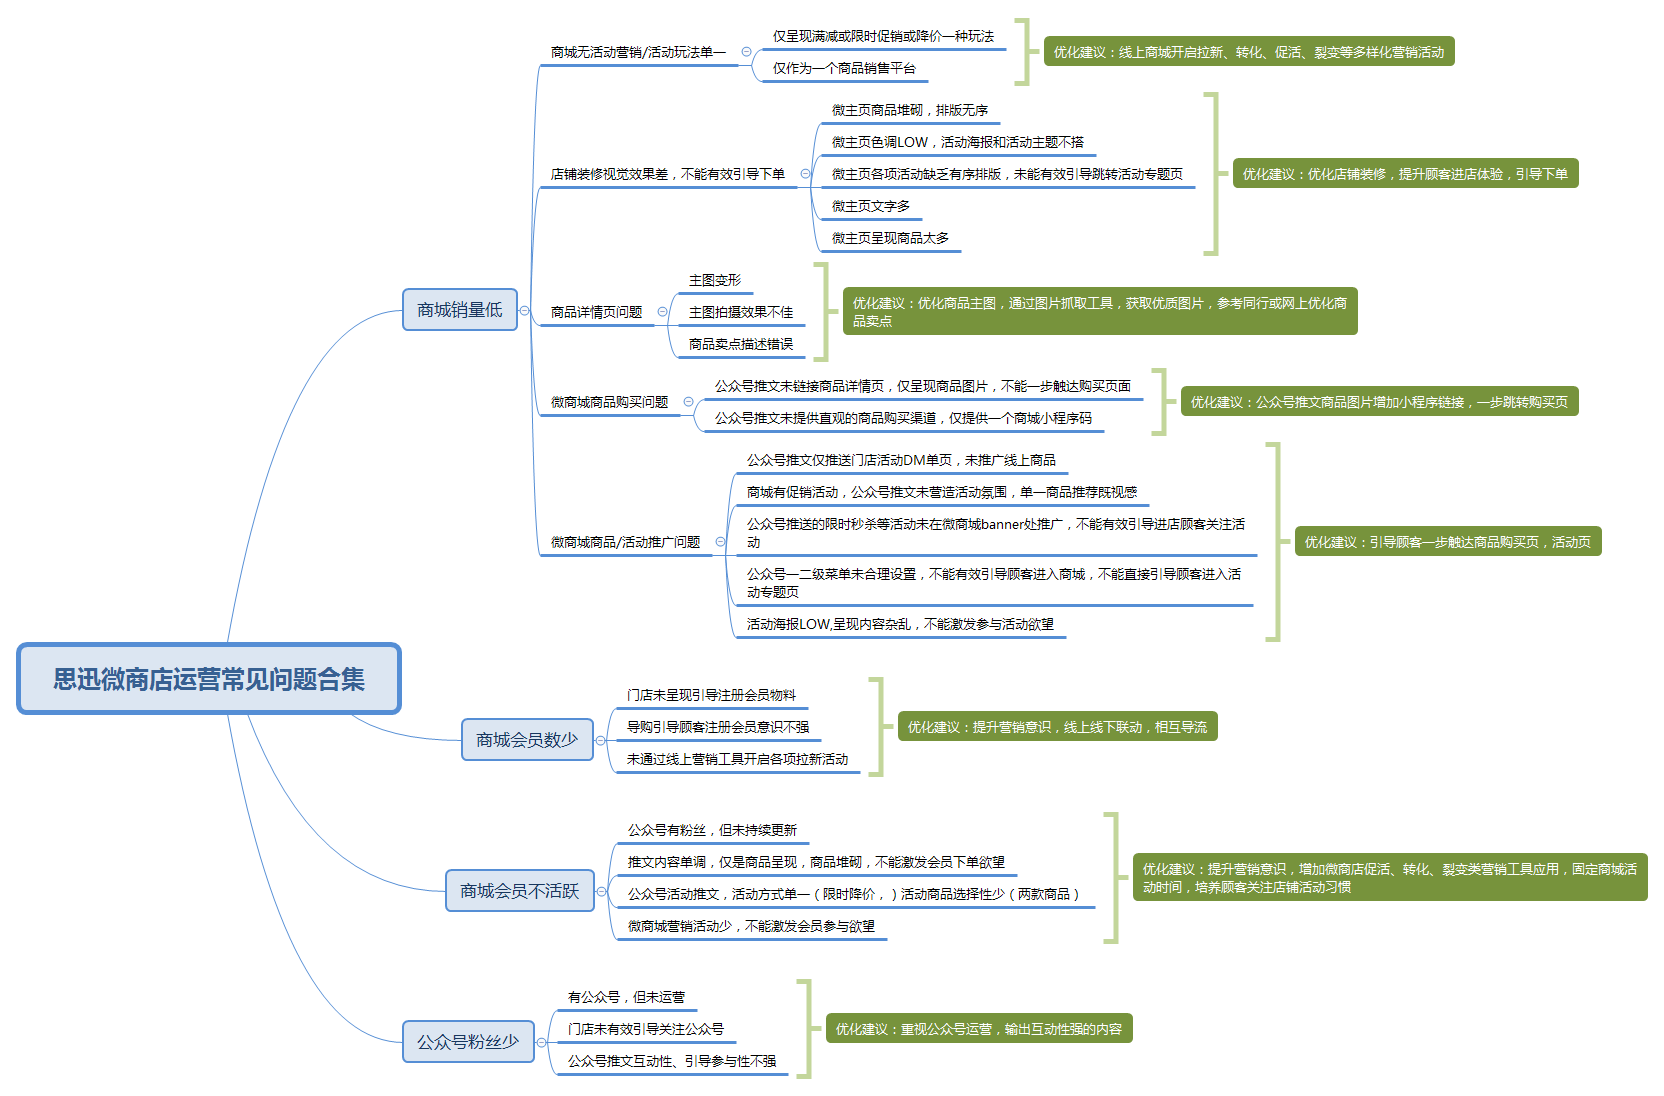 思迅微商店运营常见问题合集
商城销量低
商城无活动营销/活动玩法单一
仅呈现满减或限时促销或降价一种玩法
仅作为一个商品销售平台
优化建议：线上商城开启拉新、转化、促活、裂变等多样化营销活动
店铺装修视觉效果差，不能有效引导下单
微主页商品堆砌，排版无序
微主页色调LOW，活动海报和活动主题不搭
微主页各项活动缺乏有序排版，未能有效引导跳转活动专题页
微主页文字多
微主页呈现商品太多
优化建议：优化店铺装修，提升顾客进店体验，引导下单
商品详情页问题
主图变形
主图拍摄效果不佳
商品卖点描述错误
优化建议：优化商品主图，通过图片抓取工具，获取优质图片，参考同行或网上优化商
品卖点
微商城商品购买问题
公众号推文未链接商品详情页，仅呈现商品图片，不能一步触达购买页面
公众号推文未提供直观的商品购买渠道，仅提供一个商城小程序码
优化建议：公众号推文商品图片增加小程序链接，一步跳转购买页
微商城商品/活动推广问题
公众号推文仅推送门店活动DM单页，未推广线上商品
商城有促销活动，公众号推文未营造活动氛围，单一商品推荐既视感
公众号推送的限时秒杀等活动未在微商城banner处推广，不能有效引导进店顾客关注活
动
公众号一二级菜单未合理设置，不能有效引导顾客进入商城，不能直接引导顾客进入活
动专题页
活动海报LOW,呈现内容杂乱，不能激发参与活动欲望
优化建议：引导顾客一步触达商品购买页，活动页
商城会员数少
门店未呈现引导注册会员物料
导购引导顾客注册会员意识不强
未通过线上营销工具开启各项拉新活动
优化建议：提升营销意识，线上线下联动，相互导流
商城会员不活跃
公众号有粉丝，但未持续更新
推文内容单调，仅是商品呈现，商品堆砌，不能激发会员下单欲望
公众号活动推文，活动方式单一（限时降价，）活动商品选择性少（两款商品）
微商城营销活动少，不能激发会员参与欲望
优化建议：提升营销意识，增加微商店促活、转化、裂变类营销工具应用，固定商城活
动时间，培养顾客关注店铺活动习惯
公众号粉丝少
有公众号，但未运营
门店未有效引导关注公众号
公众号推文互动性、引导参与性不强
优化建议：重视公众号运营，输出互动性强的内容